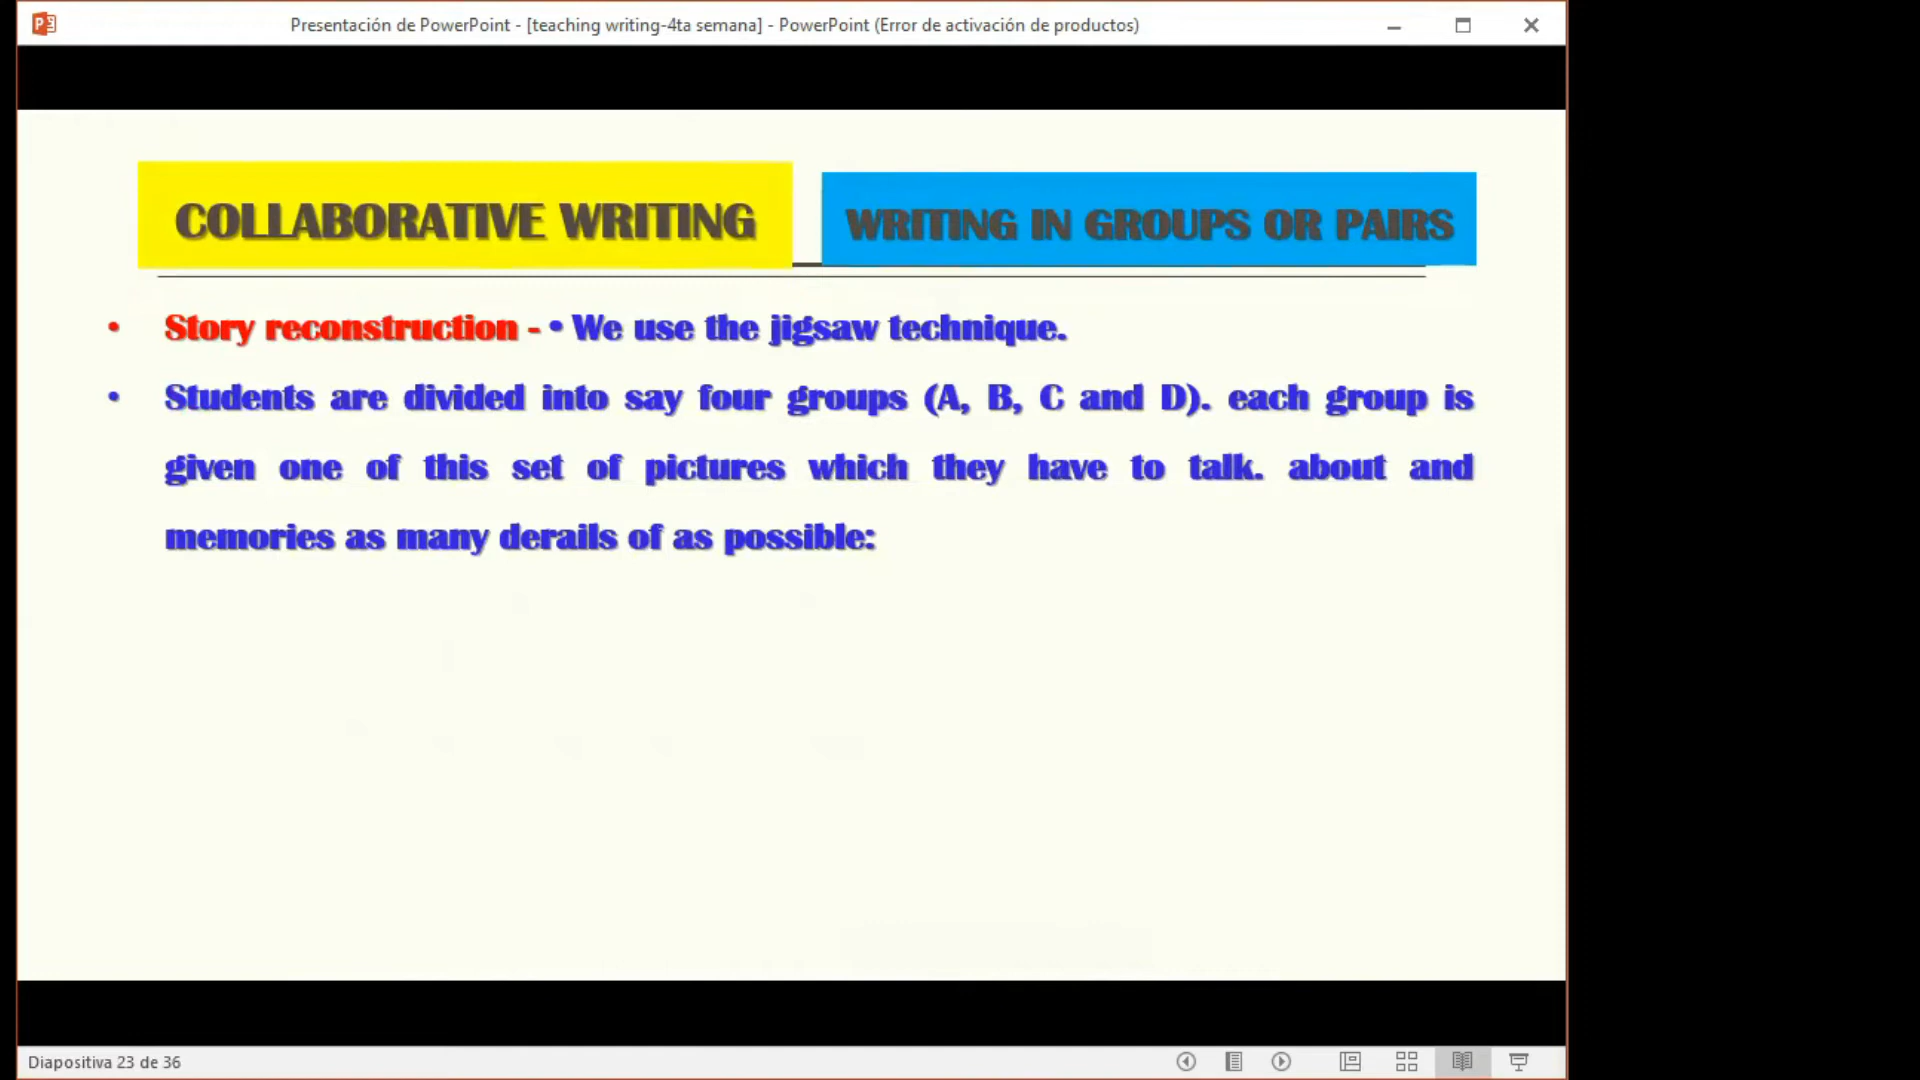 Presentación de PowerPoint - [teaching writing-4ta semana] - PowerPoint (Error de activación de productos)
COLLABORATIVE WRITING
WRITING IN GROUPS OR PAIRS
• Story reconstruction - • We use the jigsaw technique.
• Students are divided into say four groups (A, B, C and D). each group is
given one of this set of pictures which they have to talk. about and
memories as many derails of as possible:
Diapositiva 23 de 36